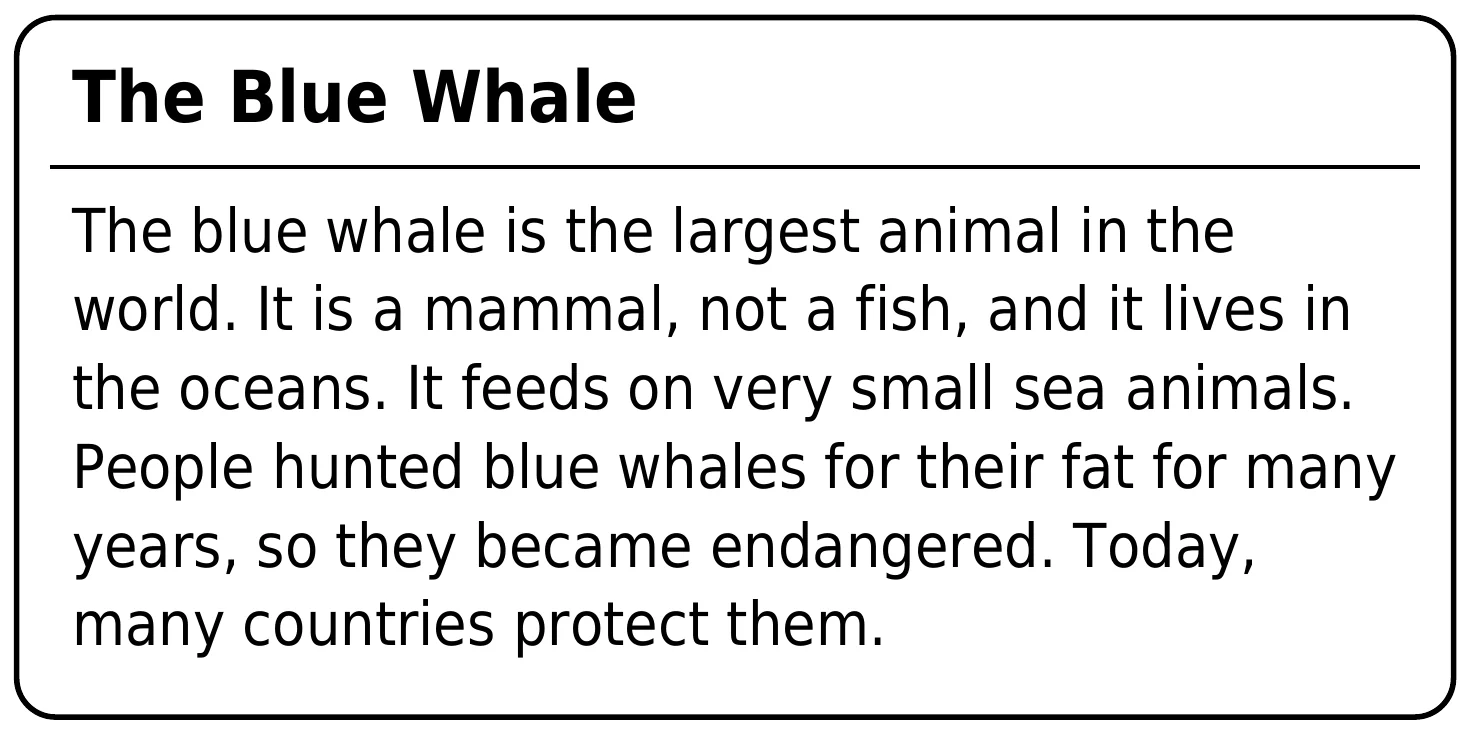 The Blue Whale
The blue whale is the largest animal in the
world. It is a mammal, not a fish, and it lives in
the oceans. It feeds on very small sea animals.
People hunted blue whales for their fat for many
years, so they became endangered. Today,
many countries protect them.